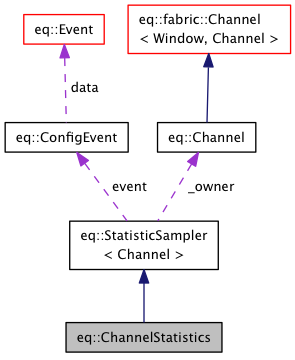 eq::Event
eq::fabric::Channel
< Window, Channel >
data
eq::ConfigEvent
eq::Channel
event
_owner
eq::StatisticSampler
< Channel >
eq::ChannelStatistics